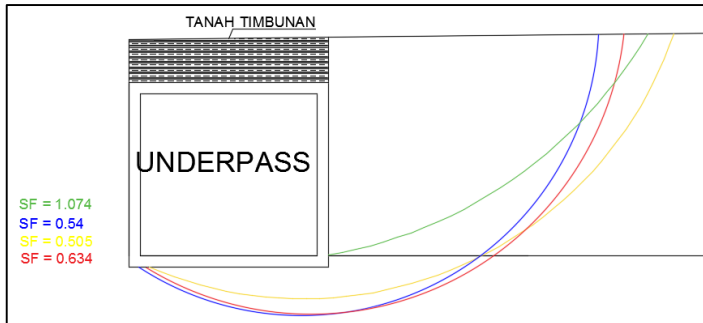 TANAH TIMBUNAN
UNDERPASS
SF = 1.074
SF = 0.54
SF = 0.505
SF = 0.634